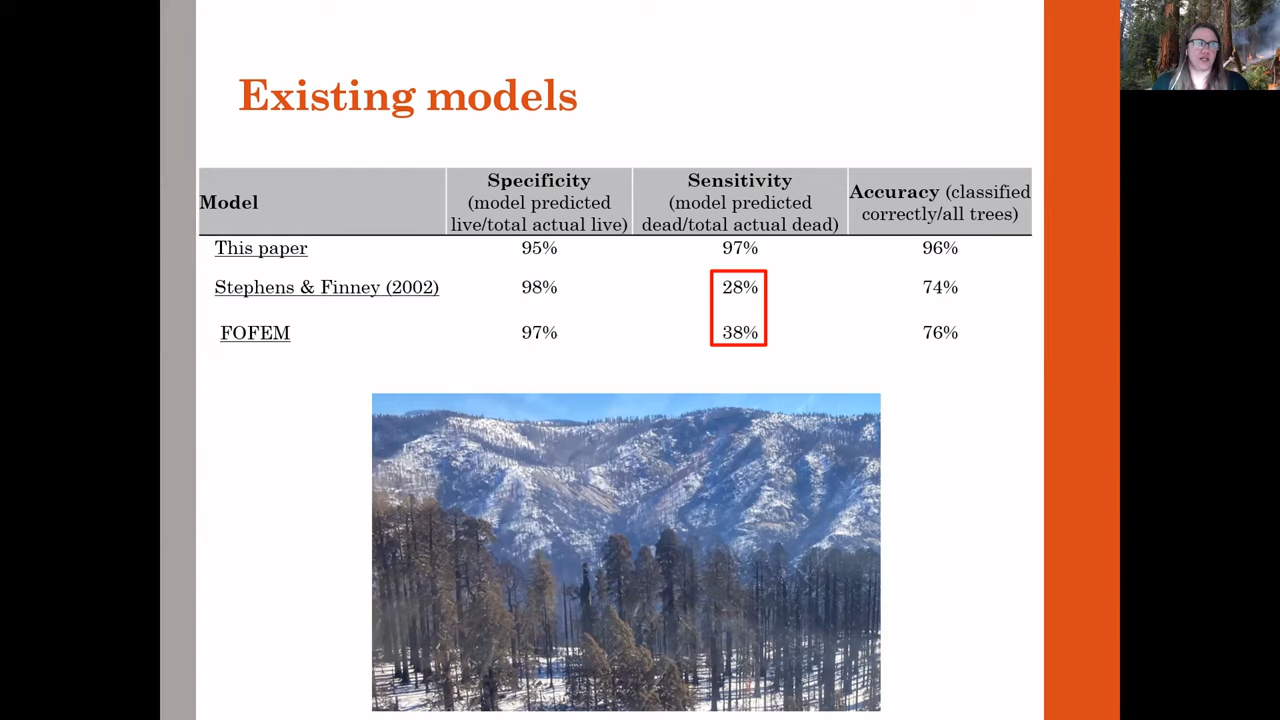 Existing models
Model
Specificity
(model predicted
live/total actual live)
Sensitivity
(model predicted
dead/total actual dead)
Accuracy (classified
correctly/all trees)
This paper 95% 97% 96%
Stephens & Finney (2002) 98% 28% 74%
FOFEM 97% 38% 76%